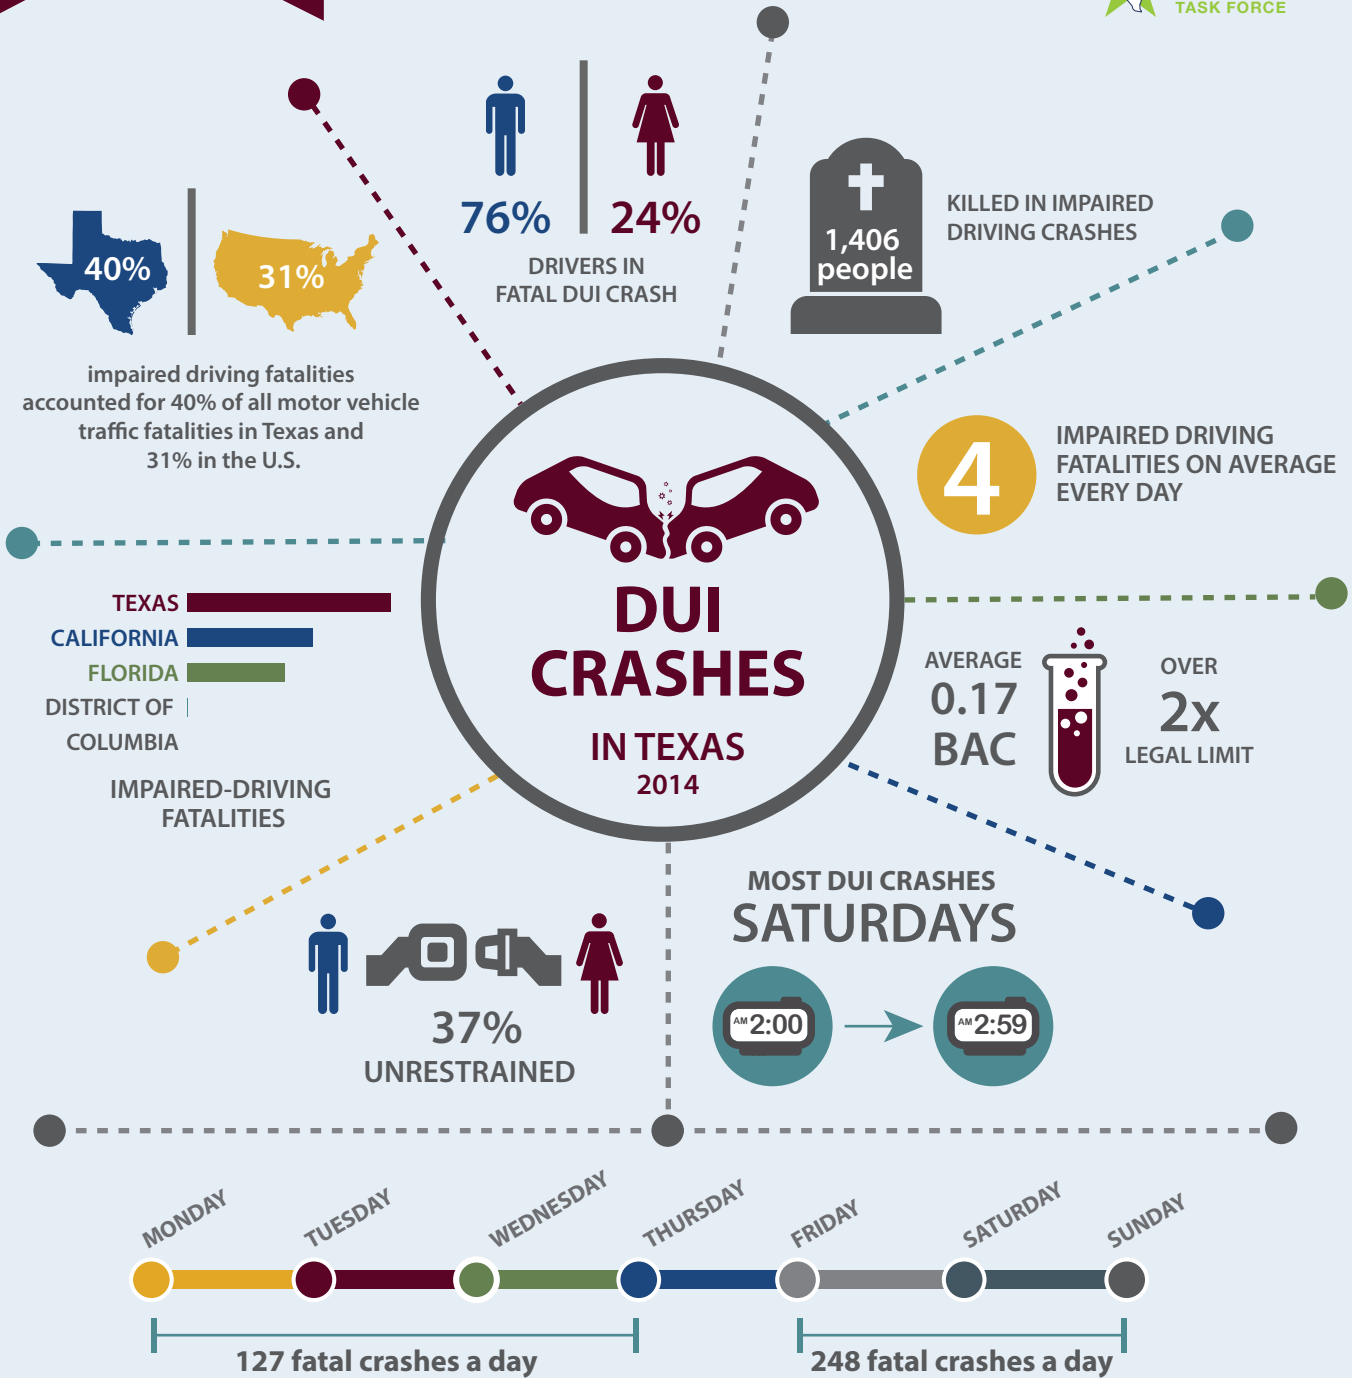 TASK FORCE
76%
24%
DRIVERS IN
FATAL DUI CRASH
1,406
people
KILLED IN IMPAIRED
DRIVING CRASHES
40%
31%
impaired driving fatalities
accounted for 40% of all motor vehicle
traffic fatalities in Texas and
31% in the U.S.
4
IMPAIRED DRIVING
FATALITIES ON AVERAGE
EVERY DAY
TEXAS
CALIFORNIA
FLORIDA
DISTRICT OF
COLUMBIA
IMPAIRED-DRIVING
FATALITIES
DUI
CRASHES
IN TEXAS
2014
AVERAGE
0.17
BAC
OVER
2x
LEGAL LIMIT
37%
UNRESTRAINED
MOST DUI CRASHES
SATURDAYS
AM 2:00
AM 2:59
MONDAY
TUESDAY
WEDNESDAY
THURSDAY
FRIDAY
SATURDAY
SUNDAY
127 fatal crashes a day
248 fatal crashes a day